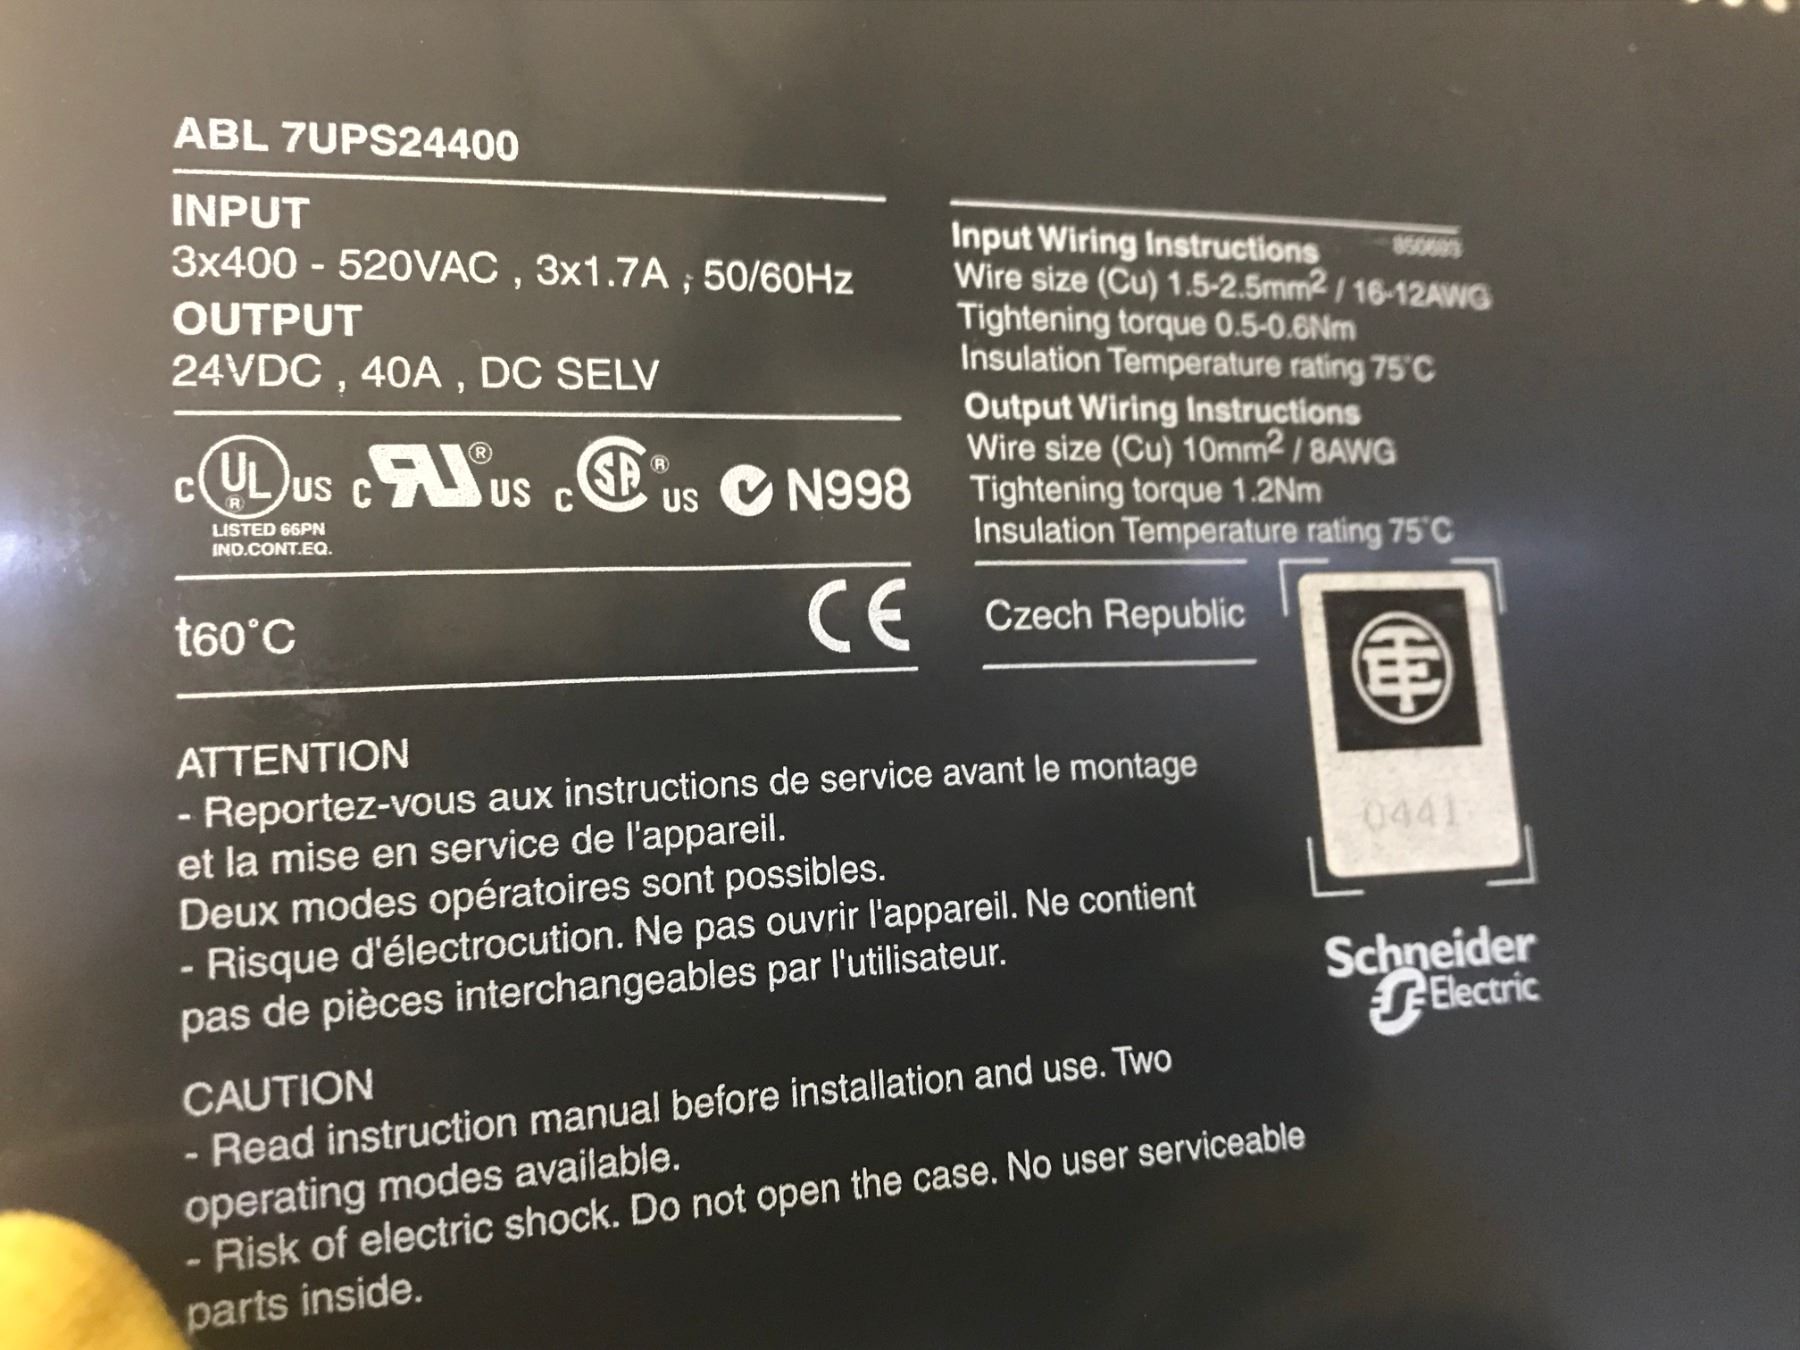 ABL 7UPS24400
INPUT
3x400 - 520VAC , 3x1.7A , 50/60Hz
OUTPUT
24VDC , 40A , DC SELV
C UL ® US C RU ® US C SA ® US N998
LISTED 66PN
IND.CONT.EQ.
t60°C CE
Input Wiring Instructions
Wire size (Cu) 1.5-2.5mm² / 16-12AWG
Tightening torque 0.5-0.6Nm
Insulation Temperature rating 75°C
Output Wiring Instructions
Wire size (Cu) 10mm² / 8AWG
Tightening torque 1.2Nm
Insulation Temperature rating 75°C
Czech Republic
TE
0441
Schneider
Electric
ATTENTION
- Reportez-vous aux instructions de service avant le montage
et la mise en service de l'appareil.
Deux modes opératoires sont possibles.
- Risque d'électrocution. Ne pas ouvrir l'appareil. Ne contient
pas de pièces interchangeables par l'utilisateur.
CAUTION
- Read instruction manual before installation and use. Two
operating modes available.
- Risk of electric shock. Do not open the case. No user serviceable
parts inside.